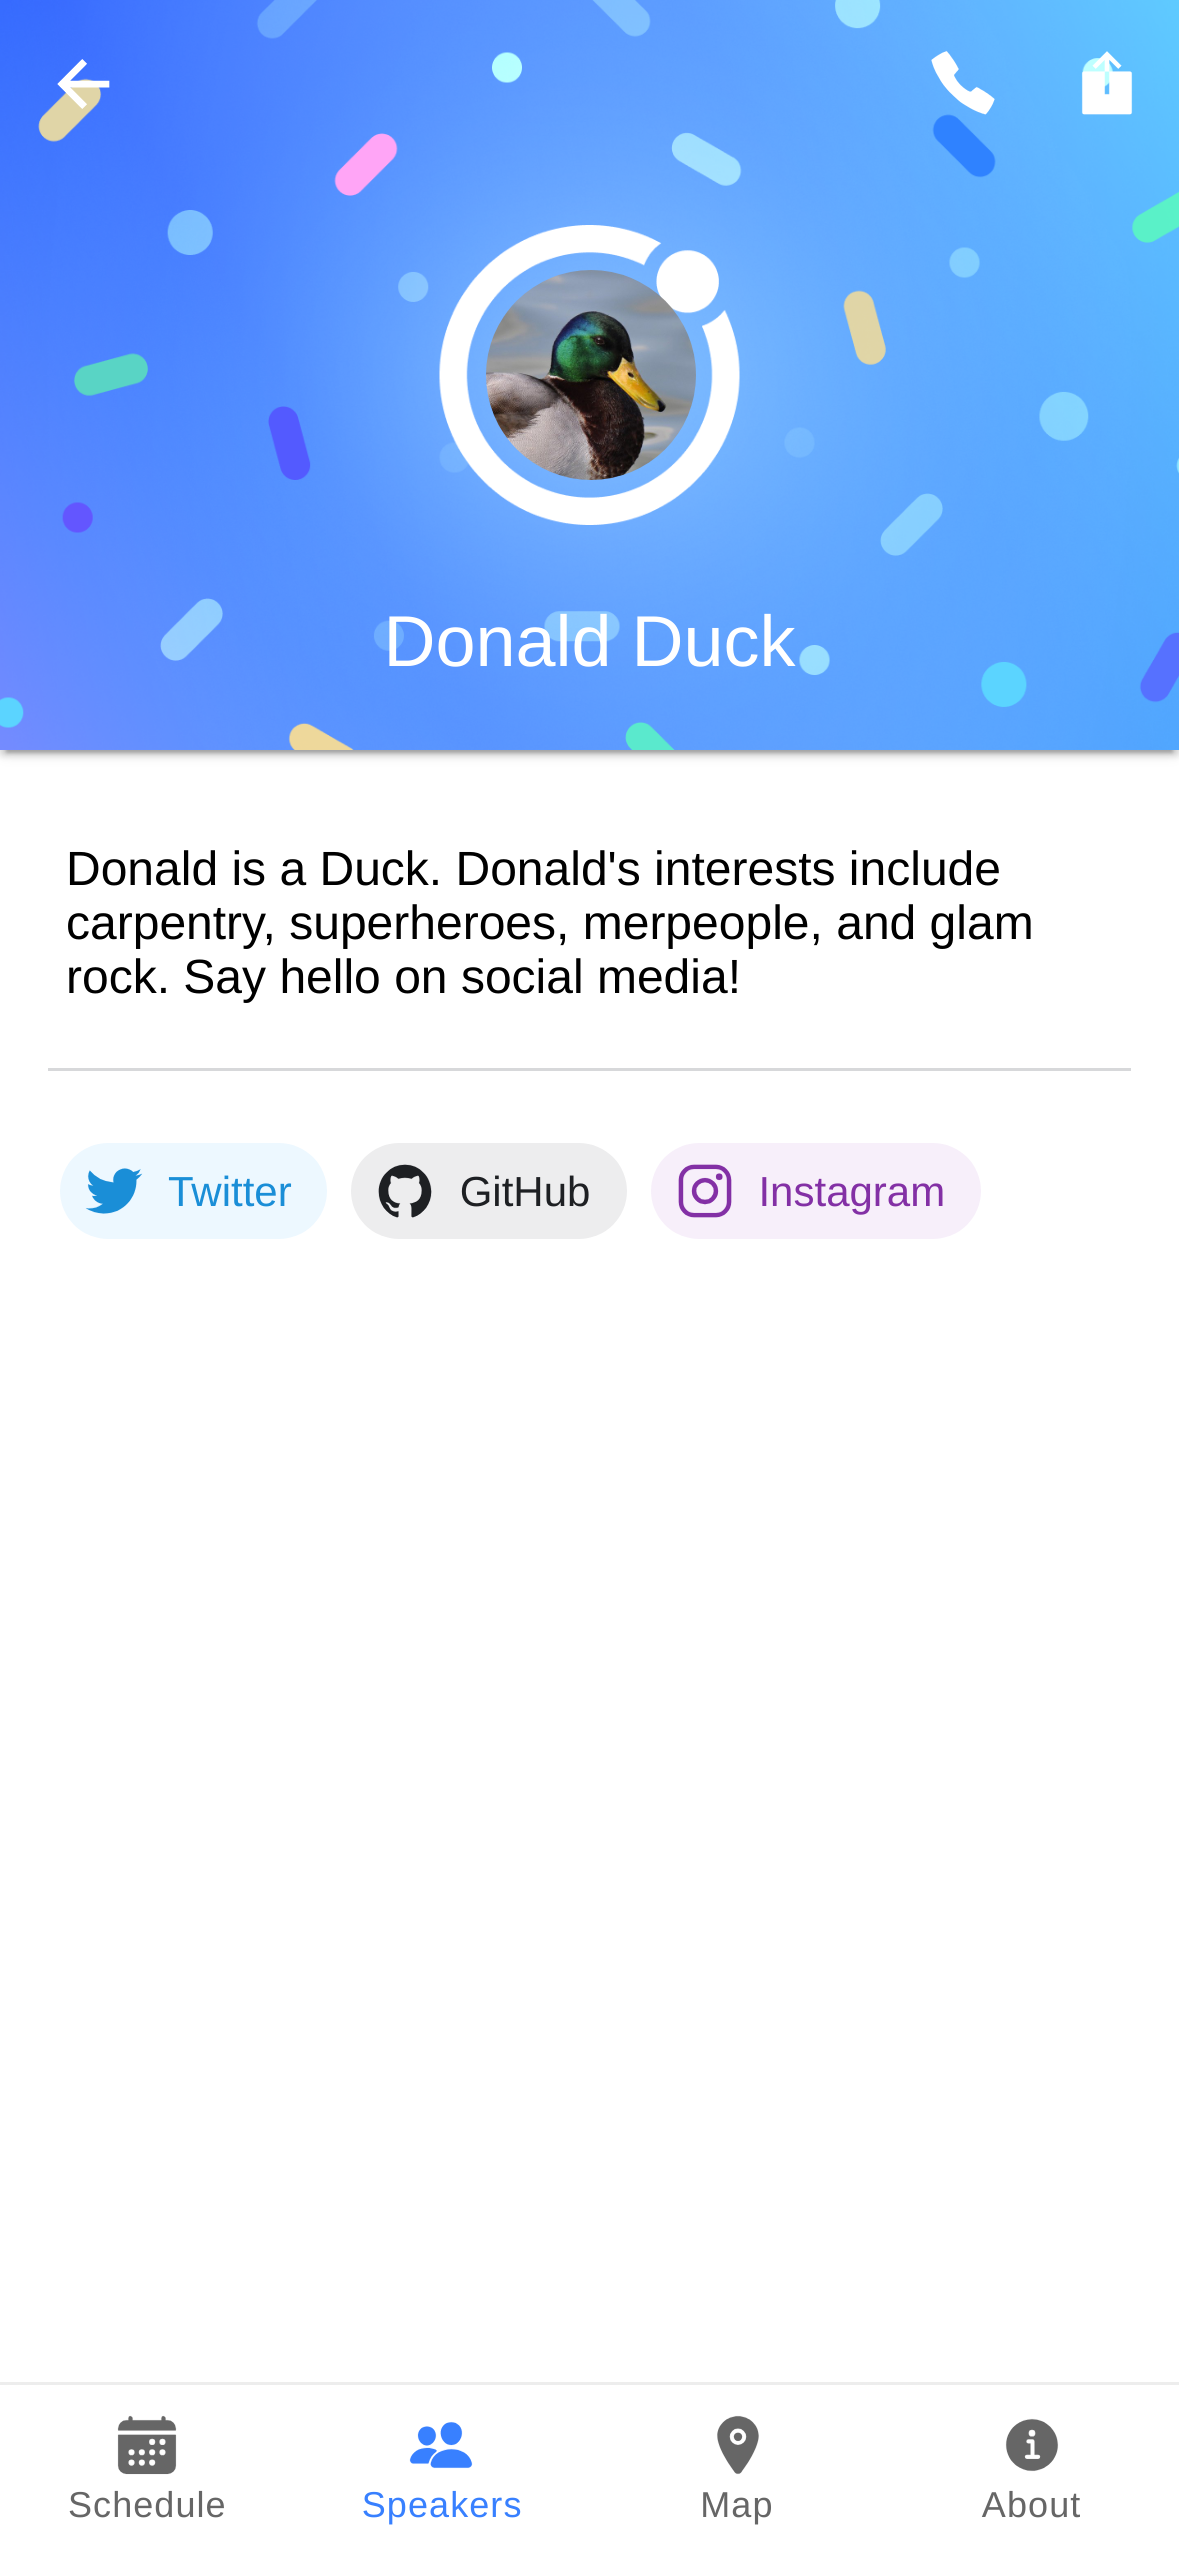 Donald Duck
Donald is a Duck. Donald's interests include
carpentry, superheroes, merpeople, and glam
rock. Say hello on social media!
Twitter
GitHub
Instagram
Schedule
Speakers
Map
About